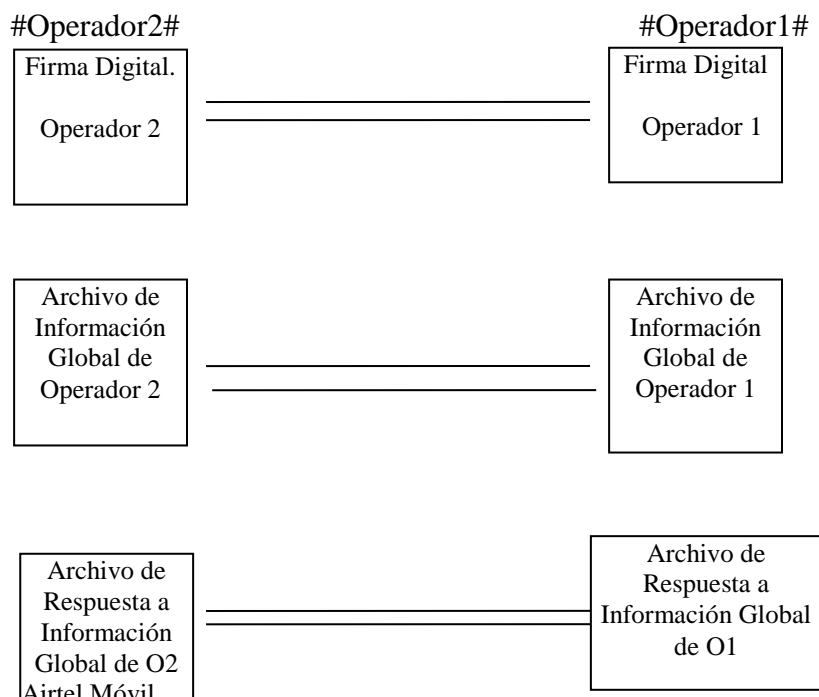 #Operador2#
#Operador1#
Firma Digital.
Operador 2
Firma Digital
Operador 1
Archivo de
Información
Global de
Operador 2
Archivo de
Información
Global de
Operador 1
Archivo de
Respuesta a
Información
Global de O2
Airtel Móvil
Archivo de
Respuesta a
Información Global
de O1